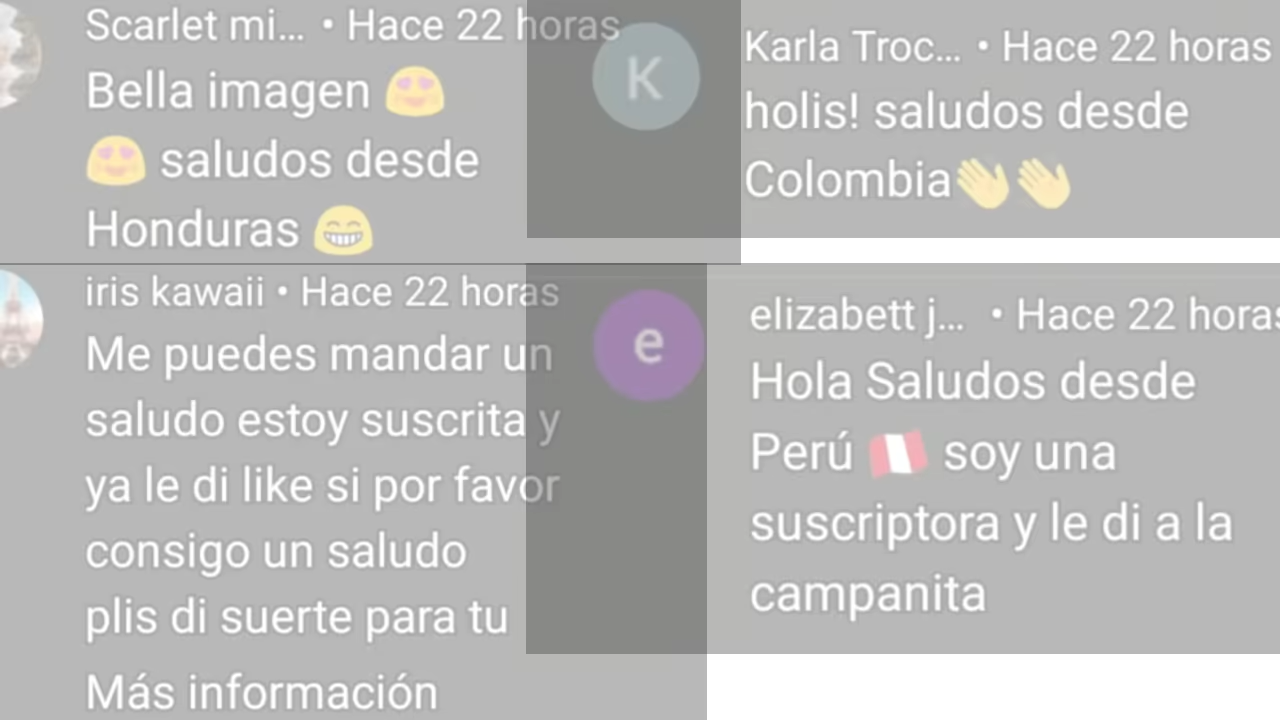 Scarlet mi... • Hace 22 horas
Bella imagen 😍
😍 saludos desde
Honduras 😁
K
Karla Troc... • Hace 22 horas
holis! saludos desde
Colombia👋👋
iris kawaii • Hace 22 horas
Me puedes mandar un
saludo estoy suscrita y
ya le di like si por favor
consigo un saludo
plis di suerte para tu
Más información
e
elizabett j... • Hace 22 horas
Hola Saludos desde
Perú 🇵🇪 soy una
suscriptora y le di a la
campanita